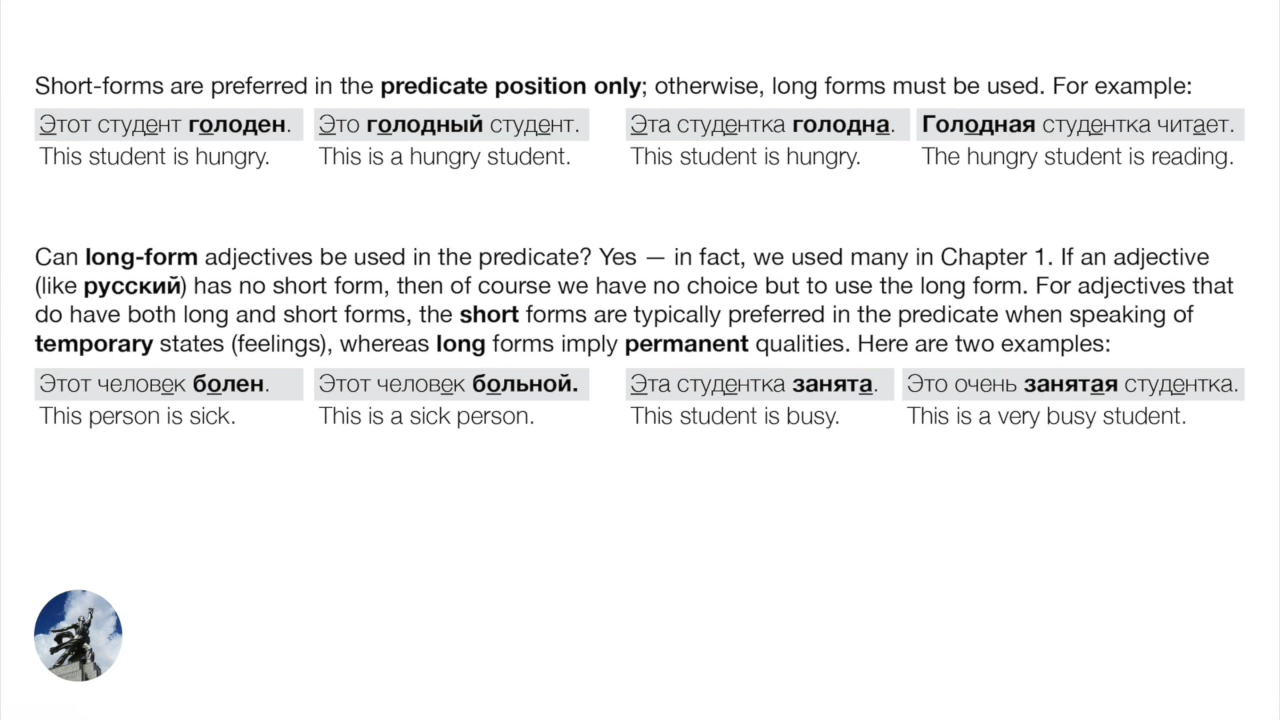 Short-forms are preferred in the predicate position only; otherwise, long forms must be used. For example:
Этот студент голоден. Это голодный студент. Эта студентка голодна. Голодная студентка читает.
This student is hungry. This is a hungry student. This student is hungry. The hungry student is reading.
Can long-form adjectives be used in the predicate? Yes — in fact, we used many in Chapter 1. If an adjective
(like русский) has no short form, then of course we have no choice but to use the long form. For adjectives that
do have both long and short forms, the short forms are typically preferred in the predicate when speaking of
temporary states (feelings), whereas long forms imply permanent qualities. Here are two examples:
Этот человек болен. Этот человек больной. Эта студентка занята. Это очень занятая студентка.
This person is sick. This is a sick person. This student is busy. This is a very busy student.